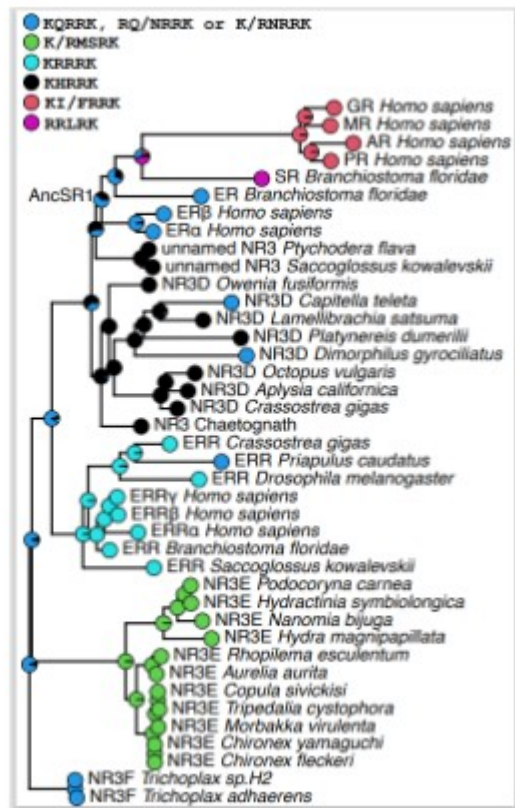 KQRRK, RQ/NRRK or K/RNRRK
K/RMSRK
KRRRK
KHRRK
KI/FRRK
RRLRK
GR Homo sapiens
MR Homo sapiens
AR Homo sapiens
PR Homo sapiens
SR Branchiostoma floridae
AncSR1
ER Branchiostoma floridae
ERβ Homo sapiens
ERα Homo sapiens
unnamed NR3 Ptychodera flava
unnamed NR3 Saccoglossus kowalevskii
NR3D Owenia fusiformis
NR3D Capitella teleta
NR3D Lamellibrachia satsuma
NR3D Platynereis dumerilii
NR3D Dimorphilus gyrociliatus
NR3D Octopus vulgaris
NR3D Aplysia californica
NR3D Crassostrea gigas
NR3 Chaetognath
ERR Crassostrea gigas
ERR Priapulus caudatus
ERR Drosophila melanogaster
ERRγ Homo sapiens
ERRβ Homo sapiens
ERRα Homo sapiens
ERR Branchiostoma floridae
ERR Saccoglossus kowalevskii
NR3E Podocoryna carnea
NR3E Hydractinia symbiolongica
NR3E Nanomia bijuga
NR3E Hydra magnipapillata
NR3E Rhopilema esculentum
NR3E Aurelia aurita
NR3E Copula sivickisi
NR3E Tripedalia cystophora
NR3E Morbakka virulenta
NR3E Chironex yamaguchi
NR3E Chironex fleckeri
NR3F Trichoplax sp.H2
NR3F Trichoplax adhaerens